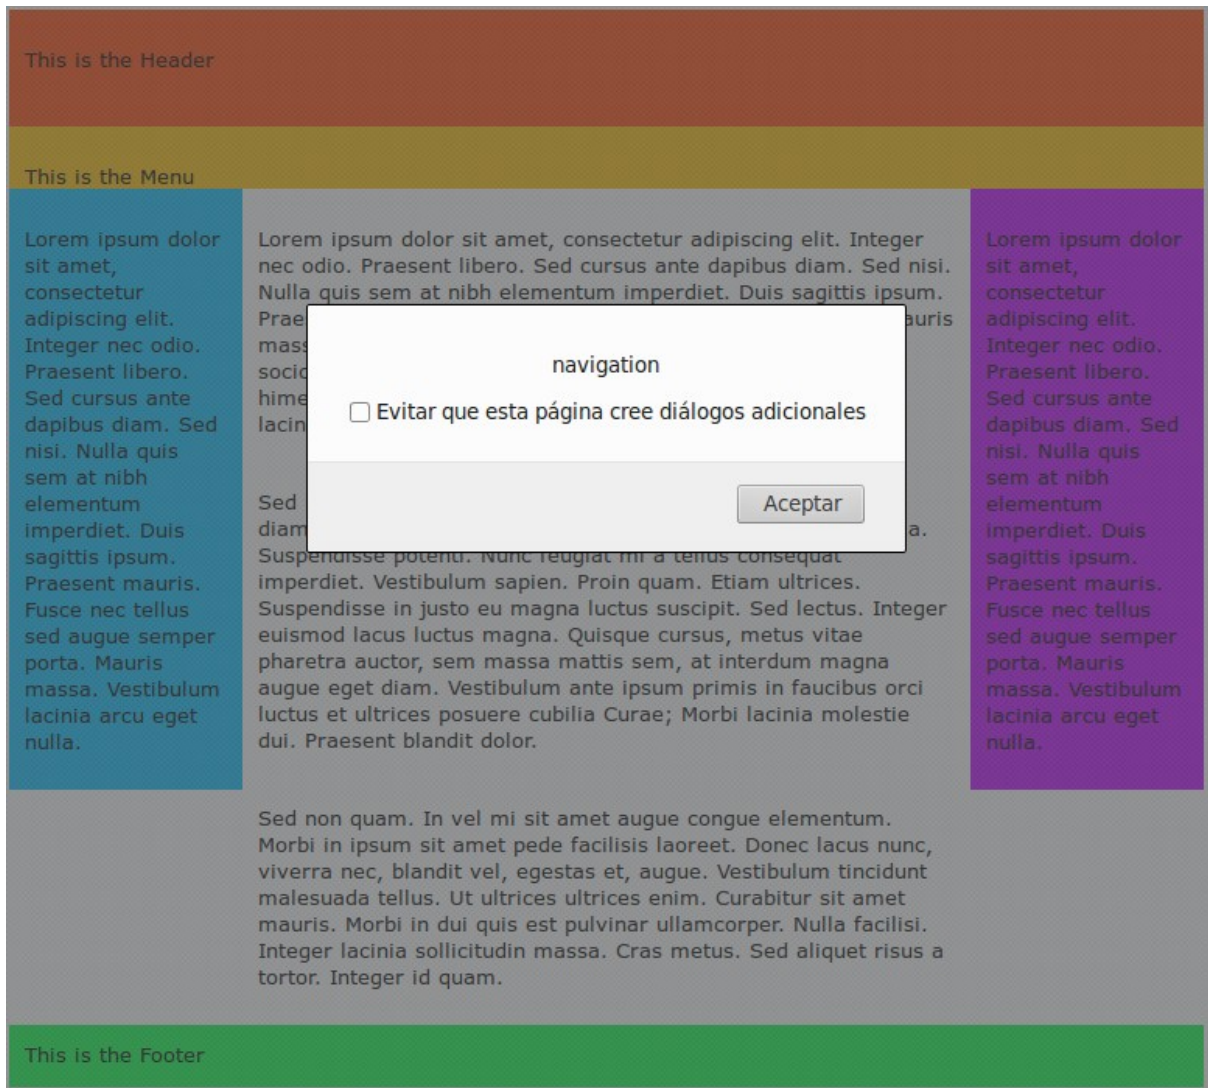 This is the Header
This is the Menu
Lorem ipsum dolor
sit amet,
consectetur
adipiscing elit.
Integer nec odio.
Praesent libero.
Sed cursus ante
dapibus diam. Sed
nisi. Nulla quis
sem at nibh
elementum
imperdiet. Duis
sagittis ipsum.
Praesent mauris.
Fusce nec tellus
sed augue semper
porta. Mauris
massa. Vestibulum
lacinia arcu eget
nulla.
Lorem ipsum dolor sit amet, consectetur adipiscing elit. Integer
nec odio. Praesent libero. Sed cursus ante dapibus diam. Sed nisi.
Nulla quis sem at nibh elementum imperdiet. Duis sagittis ipsum.
navigation
Evitar que esta página cree diálogos adicionales
Aceptar
Sed
Suspendisse potenti. Nunc feugiat mi a tellus consequat
imperdiet. Vestibulum sapien. Proin quam. Etiam ultrices.
Suspendisse in justo eu magna luctus suscipit. Sed lectus. Integer
euismod lacus luctus magna. Quisque cursus, metus vitae
pharetra auctor, sem massa mattis sem, at interdum magna
augue eget diam. Vestibulum ante ipsum primis in faucibus orci
luctus et ultrices posuere cubilia Curae; Morbi lacinia molestie
dui. Praesent blandit dolor.
Sed non quam. In vel mi sit amet augue congue elementum.
Morbi in ipsum sit amet pede facilisis laoreet. Donec lacus nunc,
viverra nec, blandit vel, egestas et, augue. Vestibulum tincidunt
malesuada tellus. Ut ultrices ultrices enim. Curabitur sit amet
mauris. Morbi in dui quis est pulvinar ullamcorper. Nulla facilisi.
Integer lacinia sollicitudin massa. Cras metus. Sed aliquet risus a
tortor. Integer id quam.
Lorem ipsum dolor
sit amet,
consectetur
adipiscing elit.
Integer nec odio.
Praesent libero.
Sed cursus ante
dapibus diam. Sed
nisi. Nulla quis
sem at nibh
elementum
imperdiet. Duis
sagittis ipsum.
Praesent mauris.
Fusce nec tellus
sed augue semper
porta. Mauris
massa. Vestibulum
lacinia arcu eget
nulla.
This is the Footer